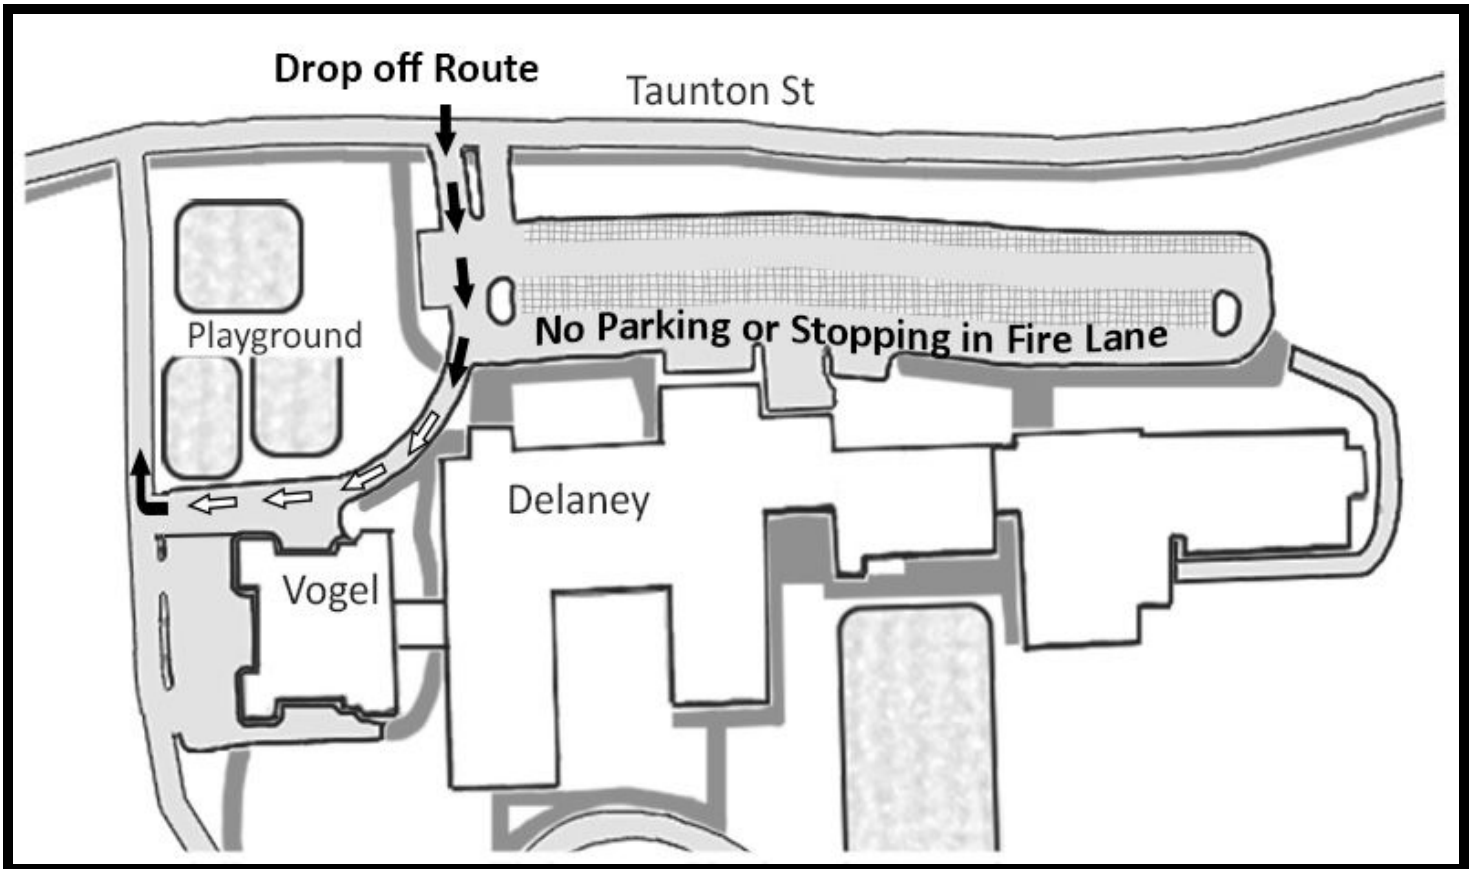 Drop off Route
Taunton St
Playground
No Parking or Stopping in Fire Lane
Delaney
Vogel